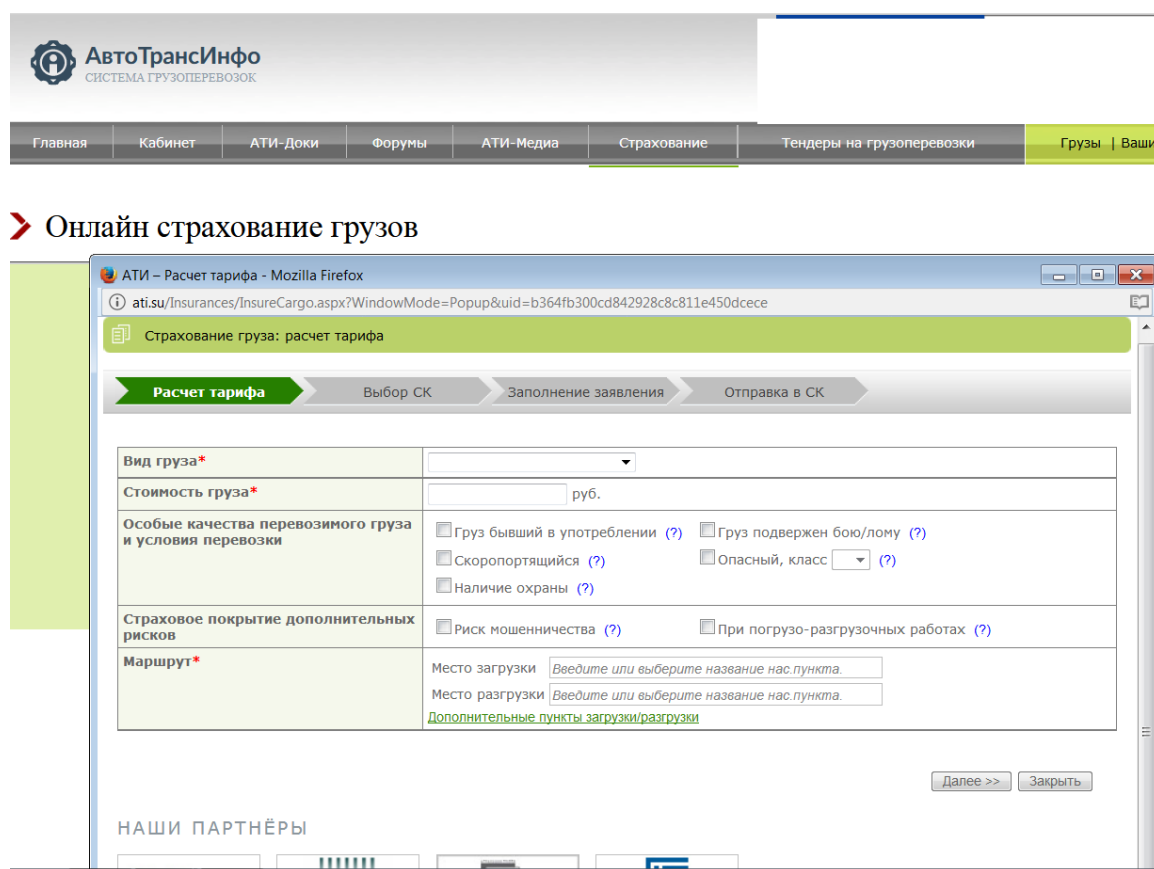 АвтоТрансИнфо
СИСТЕМА ГРУЗОПЕРЕВОЗОК
Главная Кабинет АТИ-Доки Форумы АТИ-Медиа Страхование Тендеры на грузоперевозки Грузы | Ваши
Онлайн страхование грузов
АТИ – Расчет тарифа - Mozilla Firefox
ati.su/Insurances/InsureCargo.aspx?WindowMode=Popup&uid=b364fb300cd842928c8c811e450dcece
Страхование груза: расчет тарифа
Расчет тарифа Выбор СК Заполнение заявления Отправка в СК
Вид груза*
Стоимость груза* руб.
Особые качества перевозимого груза
и условия перевозки
Груз бывший в употреблении (?) Груз подвержен бою/лому (?)
Скоропортящийся (?) Опасный, класс (?)
Наличие охраны (?)
Страховое покрытие дополнительных
рисков
Риск мошенничества (?) При погрузо-разгрузочных работах (?)
Маршрут*
Место загрузки Введите или выберите название нас.пункта.
Место разгрузки Введите или выберите название нас.пункта.
Дополнительные пункты загрузки/разгрузки
Далее >> Закрыть
НАШИ ПАРТНЁРЫ